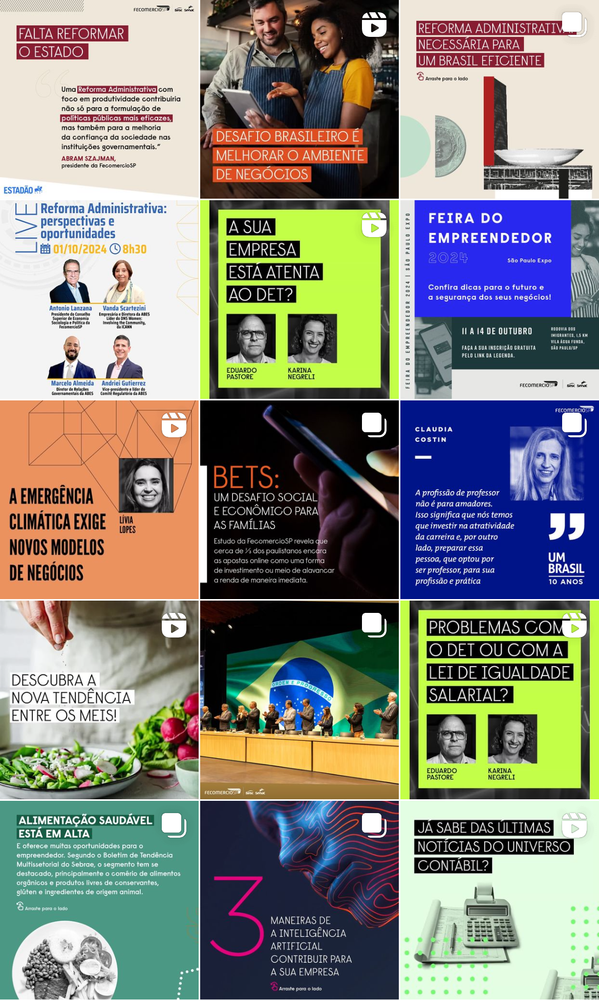 FECOMERCIOSP sesc senac
FALTA REFORMAR
O ESTADO
Uma Reforma Administrativa com
foco em produtividade contribuiria
não só para a formulação de
políticas públicas mais eficazes,
mas também para a melhoria
da confiança da sociedade nas
instituições governamentais.”
ABRAM SZAJMAN,
presidente da FecomercioSP
ESTADÃO
DESAFIO BRASILEIRO É
MELHORAR O AMBIENTE
DE NEGÓCIOS
REFORMA ADMINISTRATIVA
NECESSÁRIA PARA
UM BRASIL EFICIENTE
Arraste para o lado
LIVE
Reforma Administrativa:
perspectivas e
oportunidades
01/10/2024 8h30
Antonio Lanzana
Presidente do Conselho
Superior de Economia
Sociologia e Política da
FecomercioSP
Vanda Scartezini
Empresária e Diretora da ABES
Líder do DNS Women:
Involving the Community,
da ICANN
Marcelo Almeida
Diretor de Relações
Governamentais da ABES
Andriei Gutierrez
Vice-presidente e líder do
Comitê Regulatório da ABES
A SUA
EMPRESA
ESTÁ ATENTA
AO DET?
EDUARDO
PASTORE
KARINA
NEGRELI
FEIRA DO EMPREENDEDOR 2024 | SÃO PAULO EXPO
FEIRA DO
EMPREENDEDOR
2024
São Paulo Expo
Confira dicas para o futuro e
a segurança dos seus negócios!
11 A 14 DE OUTUBRO
FAÇA A SUA INSCRIÇÃO GRATUITA
PELO LINK DA LEGENDA.
RODOVIA DOS
IMIGRANTES, 1,5 KM
VILA ÁGUA FUNDA,
SÃO PAULO/SP
FECOMERCIOSP sesc senac
A EMERGÊNCIA
CLIMÁTICA EXIGE
NOVOS MODELOS
DE NEGÓCIOS
LÍVIA
LOPES
BETS:
UM DESAFIO SOCIAL
E ECONÔMICO PARA
AS FAMÍLIAS
Estudo da FecomercioSP revela que
cerca de ⅓ dos paulistanos encara
as apostas online como uma forma
de investimento ou meio de alavancar
a renda de maneira imediata.
FECOMERCIOSP
CLAUDIA
COSTIN
A profissão de professor
não é para amadores.
Isso significa que nós temos
que investir na atratividade
da carreira e, por outro
lado, preparar essa
pessoa, que optou por
ser professor, para sua
profissão e prática
UM
BRASIL
10 ANOS
DESCUBRA A
NOVA TENDÊNCIA
ENTRE OS MEIS!
ORDEM E PROGRESSO
FECOMERCIOSP sesc senac
PROBLEMAS COM
O DET OU COM A
LEI DE IGUALDADE
SALARIAL?
EDUARDO
PASTORE
KARINA
NEGRELI
ALIMENTAÇÃO SAUDÁVEL
ESTÁ EM ALTA
E oferece muitas oportunidades para o
empreendedor. Segundo o Boletim de Tendência
Multissetorial do Sebrae, o segmento tem se
destacado, principalmente o comério de alimentos
orgânicos e produtos livres de conservantes,
glúten e ingredientes de origem animal.
Arraste para o lado
3
MANEIRAS DE
A INTELIGÊNCIA
ARTIFICIAL
CONTRIBUIR PARA
A SUA EMPRESA
Arraste para o lado
JÁ SABE DAS ÚLTIMAS
NOTÍCIAS DO UNIVERSO
CONTÁBIL?